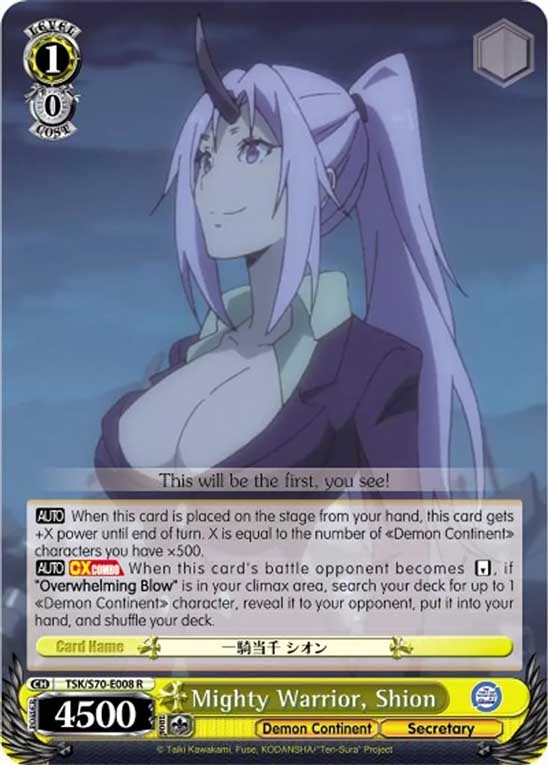 LEVEL
1
0
COST
This will be the first, you see!
AUTO When this card is placed on the stage from your hand, this card gets
+X power until end of turn. X is equal to the number of «Demon Continent»
characters you have ×500.
AUTO CX COMBO When this card's battle opponent becomes, if
"Overwhelming Blow" is in your climax area, search your deck for up to 1
«Demon Continent» character, reveal it to your opponent, put it into your
hand, and shuffle your deck.
Card Name 一騎当千 シオン
CH TSK/S70-E008 R
Mighty Warrior, Shion
POWER 4500 SOUL
Demon Continent Secretary
© Taiki Kawakami, Fuse, KODANSHA/"Ten-Sura" Project